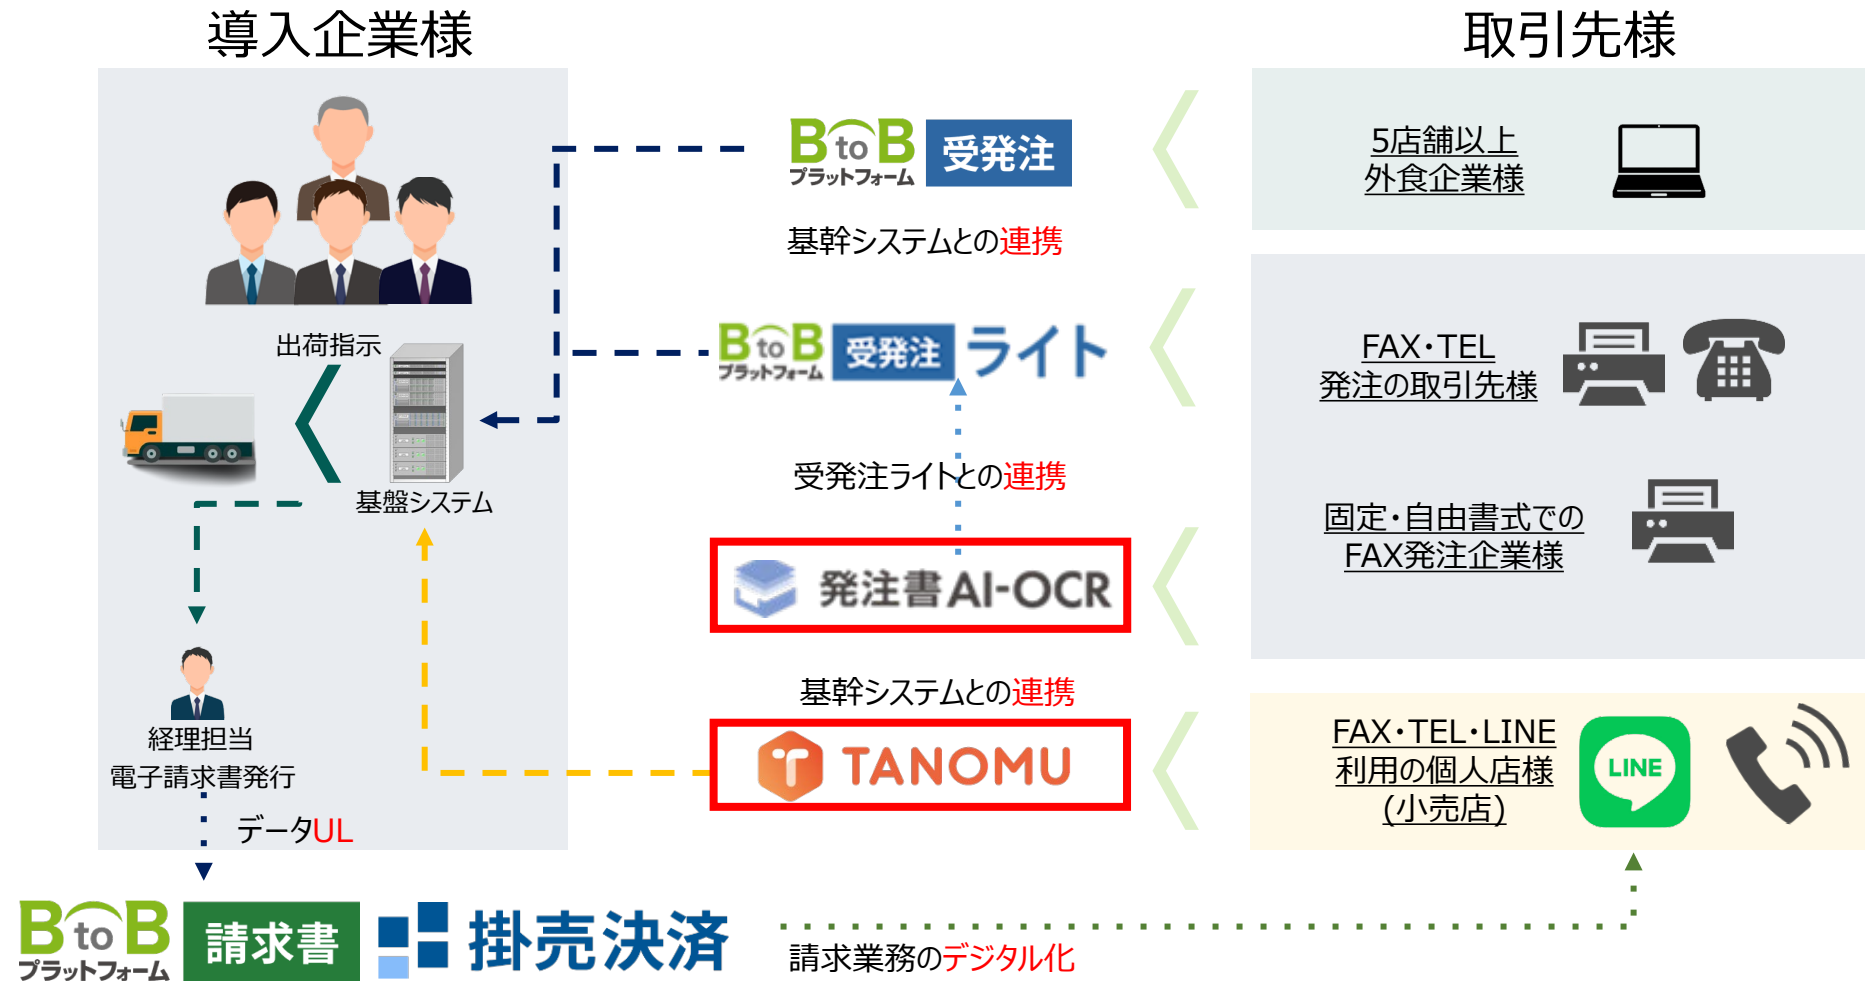 導入企業様
取引先様
BtoB
プラットフォーム
受発注
5店舗以上
外食企業様
基幹システムとの連携
出荷指示
BtoB
プラットフォーム
受発注
ライト
FAX・TEL
発注の取引先様
基盤システム
受発注ライトとの連携
固定・自由書式での
FAX発注企業様
発注書AI-OCR
基幹システムとの連携
TANOMU
FAX・TEL・LINE
利用の個人店様
(小売店)
LINE
経理担当
電子請求書発行
データUL
BtoB
プラットフォーム
請求書
掛売決済
請求業務のデジタル化